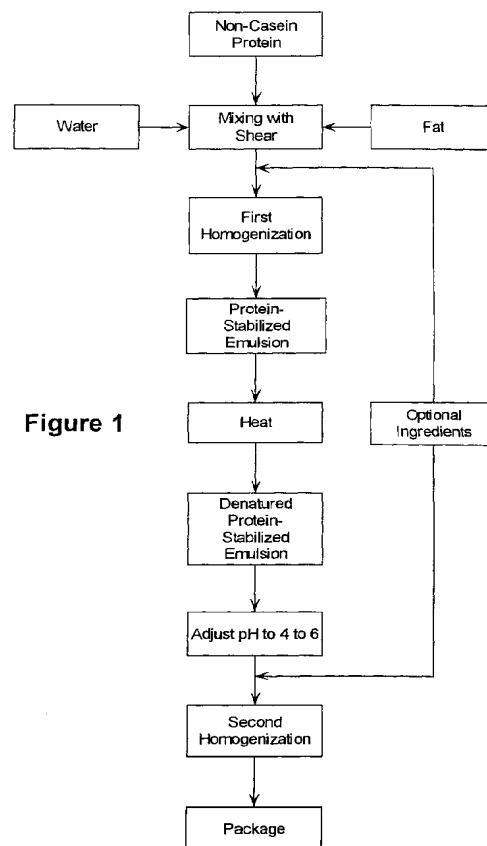 Non-Casein
Protein
Water
Mixing with
Shear
Fat
First
Homogenization
Protein-
Stabilized
Emulsion
Figure 1
Heat
Optional
Ingredients
Denatured
Protein-
Stabilized
Emulsion
Adjust pH to 4 to 6
Second
Homogenization
Package